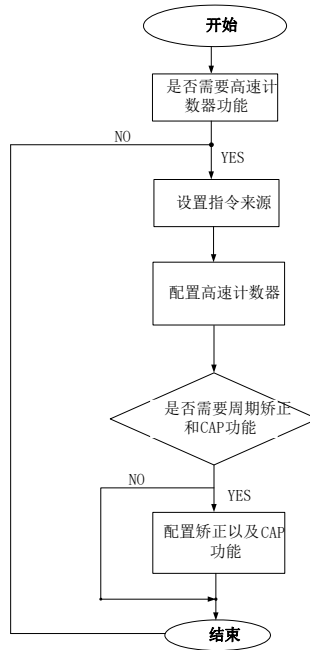 开始
是否需要高速计
数器功能
NO
YES
设置指令来源
配置高速计数器
是否需要周期矫正
和CAP功能
NO
YES
配置矫正以及CAP
功能
结束